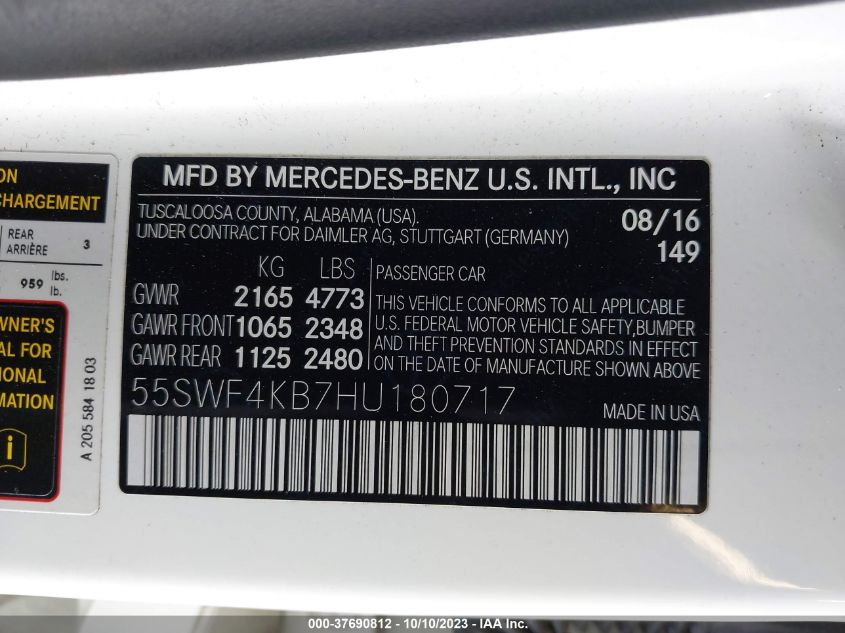 ON
CHARGEMENT
REAR
ARRIÈRE 3
959 lbs.
lb.
WNER'S
AL FOR
IONAL
MATION
A 205 584 18 03
MFD BY MERCEDES-BENZ U.S. INTL., INC
TUSCALOOSA COUNTY, ALABAMA (USA).
UNDER CONTRACT FOR DAIMLER AG, STUTTGART (GERMANY)
08/16
149
KG LBS
GVWR 2165 4773
GAWR FRONT 1065 2348
GAWR REAR 1125 2480
PASSENGER CAR
THIS VEHICLE CONFORMS TO ALL APPLICABLE
U.S. FEDERAL MOTOR VEHICLE SAFETY,BUMPER
AND THEFT PREVENTION STANDARDS IN EFFECT
ON THE DATE OF MANUFACTURE SHOWN ABOVE
55SWF4KB7HU180717
MADE IN USA
000-37690812 - 10/10/2023 - IAA Inc.